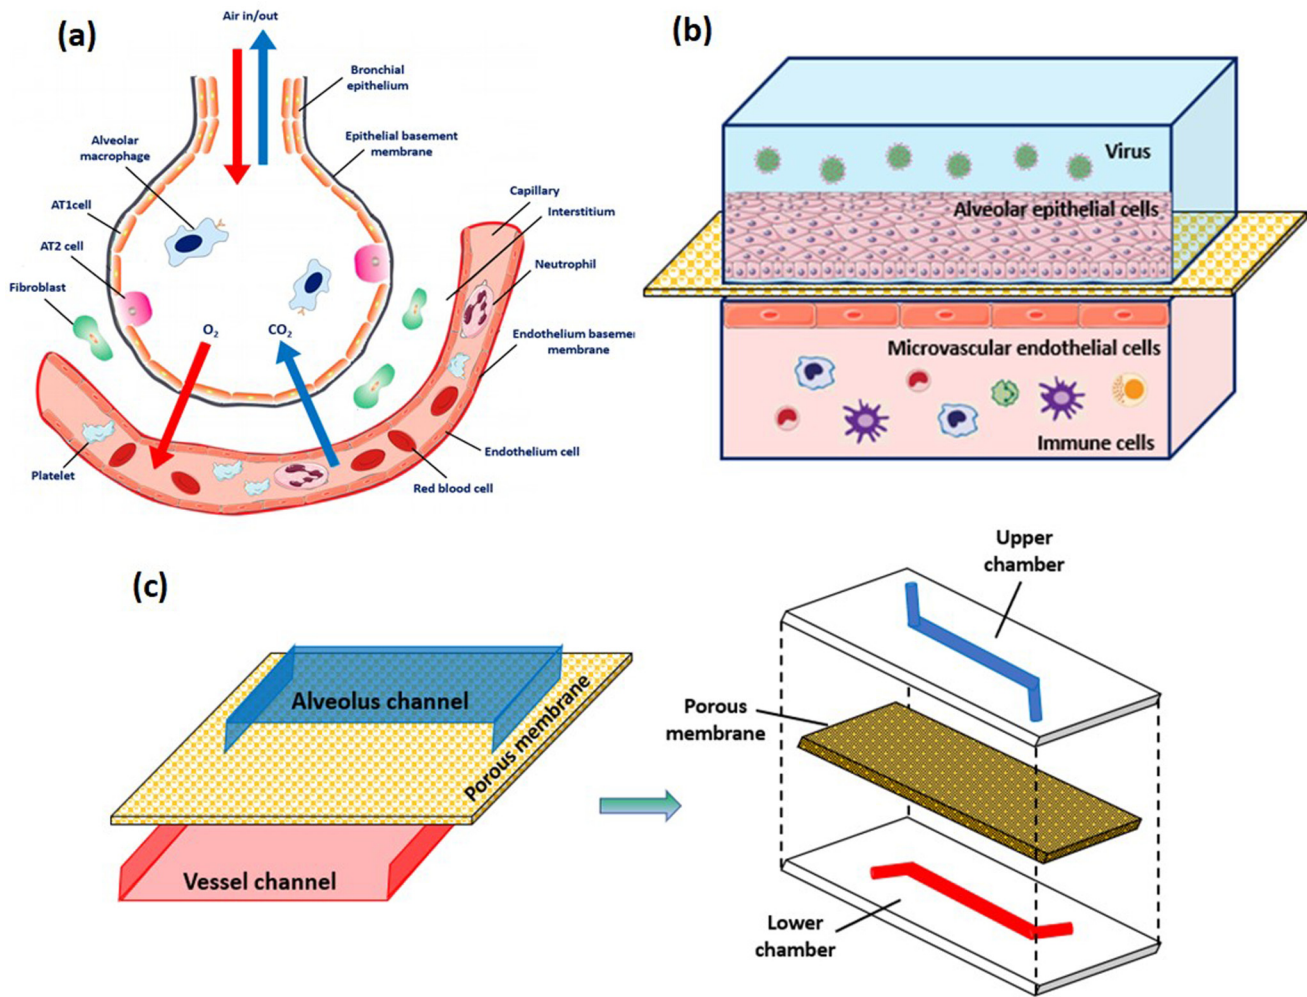 (a)
Air in/out
Bronchial
epithelium
Alveolar
macrophage
Epithelial basement
membrane
AT1cell
Capillary
Interstitium
AT2 cell
Neutrophil
Fibroblast
O2
CO2
Endothelium basemer
membrane
Endothelium cell
Platelet
Red blood cell
(b)
Virus
Alveolar epithelial cells
Microvascular endothelial cells
Immune cells
(c)
Alveolus channel
Porous membrane
Vessel channel
Upper
chamber
Porous
membrane
Lower
chamber